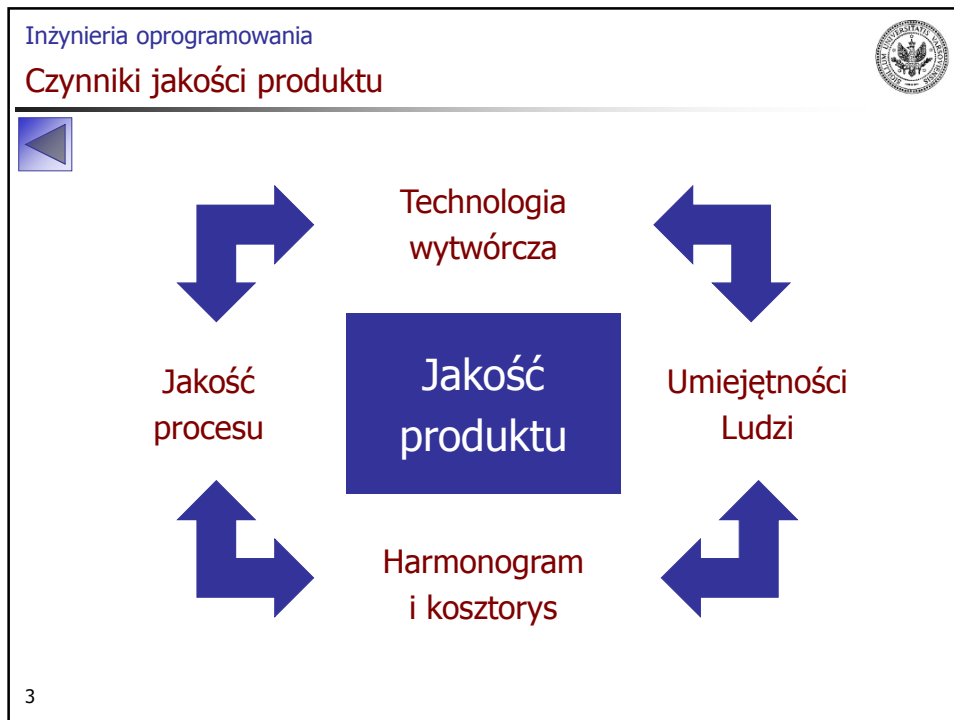 Inżynieria oprogramowania
Czynniki jakości produktu
Technologia
wytwórcza
Jakość
procesu
Jakość
produktu
Umiejętności
Ludzi
Harmonogram
i kosztorys
3